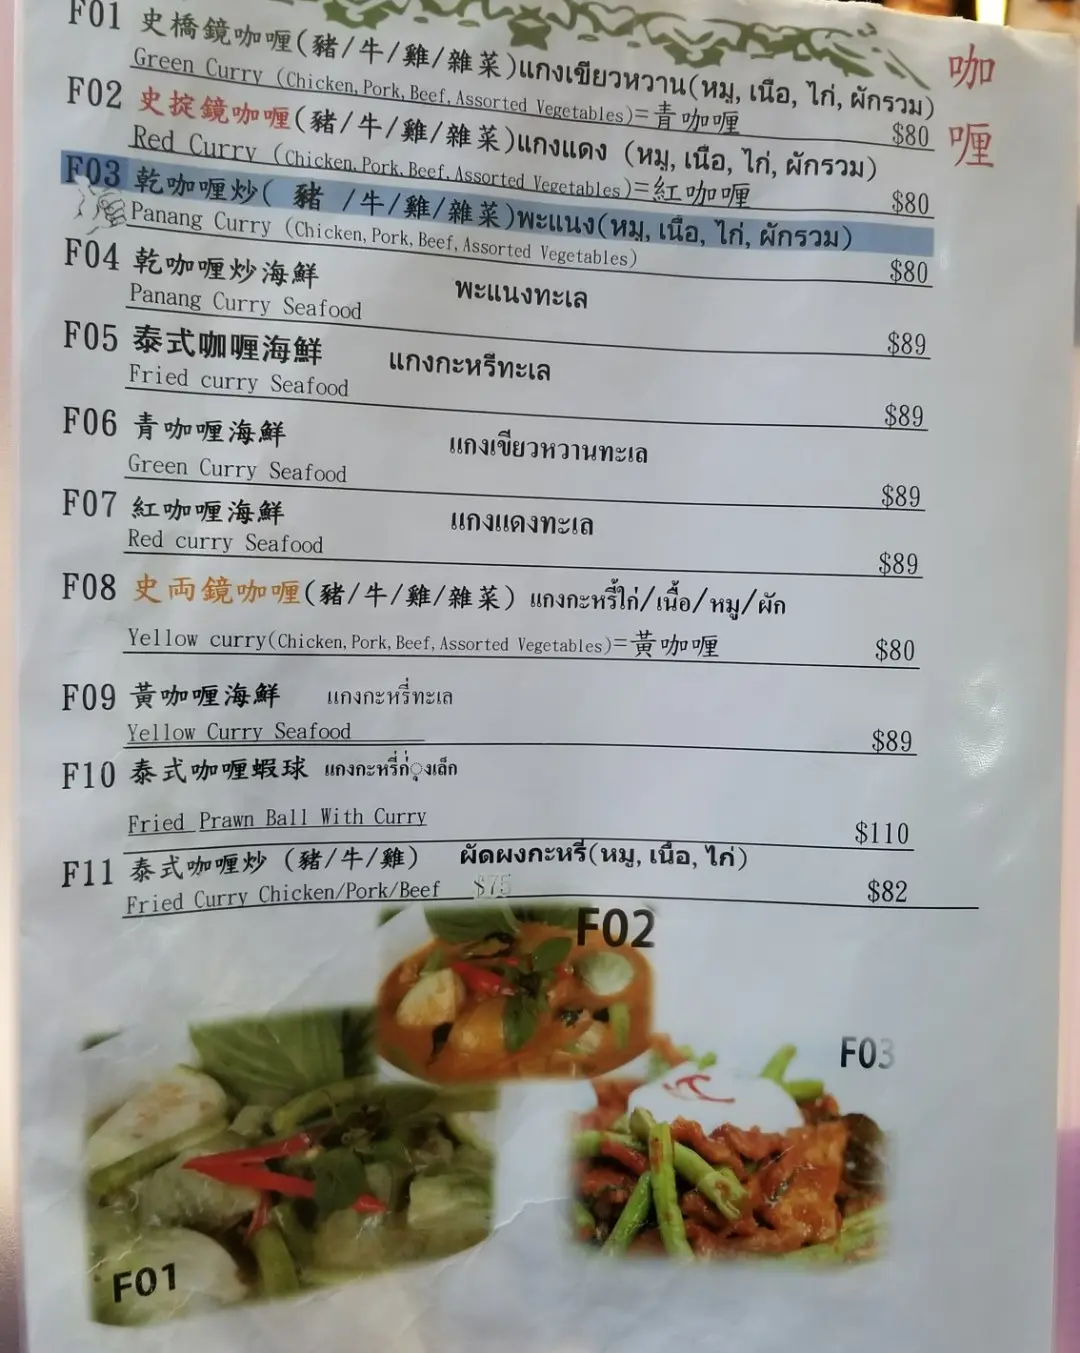 咖
喱
F01 史橋鏡咖喱(豬/牛/雞/雜菜)แกงเขียวหวาน(หมู, เนือ, ไก่, ผักรวม)
Green Curry (Chicken, Pork, Beef, Assorted Vegetables)=青咖喱 $80
F02 史掟鏡咖喱(豬/牛/雞/雜菜)แกงแดง (หมู, เนือ, ไก่, ผักรวม)
Red Curry (Chicken, Pork, Beef, Assorted Vegetables)=紅咖喱 $80
F03 乾咖喱炒( 豬 /牛/雞/雜菜)พะแนง(หมู, เนือ, ไก่, ผักรวม)
Panang Curry (Chicken, Pork, Beef, Assorted Vegetables) $80
F04 乾咖喱炒海鮮 พะแนงทะเล
Panang Curry Seafood $89
F05 泰式咖喱海鮮 แกงกะหรีทะเล
Fried curry Seafood $89
F06 青咖喱海鮮 แกงเขียวหวานทะเล
Green Curry Seafood $89
F07 紅咖喱海鮮 แกงแดงทะเล
Red curry Seafood $89
F08 史両鏡咖喱(豬/牛/雞/雜菜) แกงกะหรี้ไก่/เนื้อ/หมู/ผัก
Yellow curry(Chicken, Pork, Beef, Assorted Vegetables)=黃咖喱 $80
F09 黃咖喱海鮮 แกงกะหรี่ทะเล
Yellow Curry Seafood $89
F10 泰式咖喱蝦球 แกงกะหรี่กุ่งเล็ก
Fried Prawn Ball With Curry $110
F11 泰式咖喱炒 (豬/牛/雞) ผัดผงกะหรี(หมู, เนือ, ไก่)
Fried Curry Chicken/Pork/Beef $75 $82
F02
F03
F01